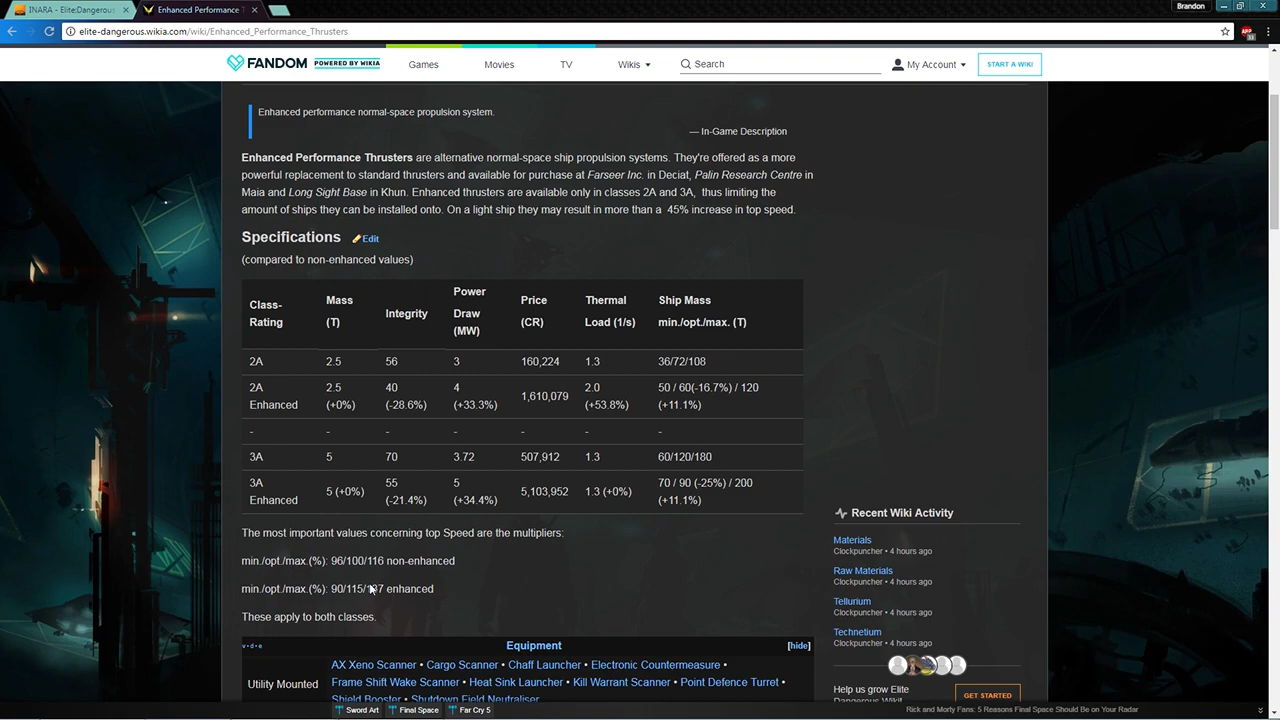 INARA - Elite:Dangerous
Enhanced Performance T
Brandon
elite-dangerous.wikia.com/wiki/Enhanced_Performance_Thrusters
FANDOM POWERED BY WIKIA
Games
Movies
TV
Wikis
Search
My Account
START A WIKI
Enhanced performance normal-space propulsion system.
— In-Game Description
Enhanced Performance Thrusters are alternative normal-space ship propulsion systems. They're offered as a more
powerful replacement to standard thrusters and available for purchase at Farseer Inc. in Deciat, Palin Research Centre in
Maia and Long Sight Base in Khun. Enhanced thrusters are available only in classes 2A and 3A, thus limiting the
amount of ships they can be installed onto. On a light ship they may result in more than a 45% increase in top speed.
Specifications Edit
(compared to non-enhanced values)
Class-Rating Mass (T) Integrity Power Draw (MW) Price (CR) Thermal Load (1/s) Ship Mass min./opt./max. (T)
2A 2.5 56 3 160,224 1.3 36/72/108
2A Enhanced 2.5 (+0%) 40 (-28.6%) 4 (+33.3%) 1,610,079 2.0 (+53.8%) 50 / 60(-16.7%) / 120 (+11.1%)
- - - - - - -
3A 5 70 3.72 507,912 1.3 60/120/180
3A Enhanced 5 (+0%) 55 (-21.4%) 5 (+34.4%) 5,103,952 1.3 (+0%) 70 / 90 (-25%) / 200 (+11.1%)
The most important values concerning top Speed are the multipliers:
min./opt./max.(%): 96/100/116 non-enhanced
min./opt./max.(%): 90/115/ enhanced
These apply to both classes.
Recent Wiki Activity
Materials
Clockpuncher • 4 hours ago
Raw Materials
Clockpuncher • 4 hours ago
Tellurium
Clockpuncher • 4 hours ago
Technetium
Clockpuncher • 4 hours ago
Help us grow Elite
Dangerous Wiki!
GET STARTED
v·d·e Equipment [hide]
Utility Mounted
AX Xeno Scanner • Cargo Scanner • Chaff Launcher • Electronic Countermeasure •
Frame Shift Wake Scanner • Heat Sink Launcher • Kill Warrant Scanner • Point Defence Turret •
Shield Booster • Shutdown Field Neutraliser
Sword Art
Final Space
Far Cry 5
Rick and Morty Fans: 5 Reasons Final Space Should Be on Your Radar